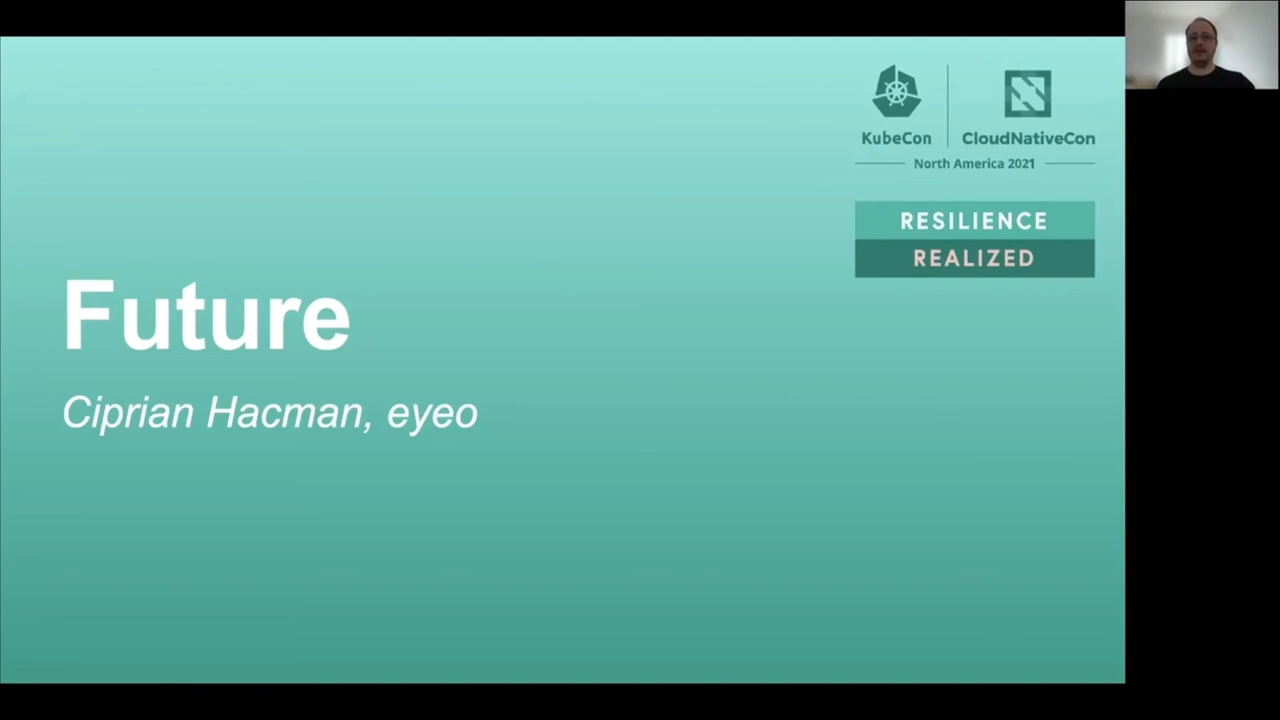 KubeCon
CloudNativeCon
North America 2021
RESILIENCE
REALIZED
Future
Ciprian Hacman, eyeo